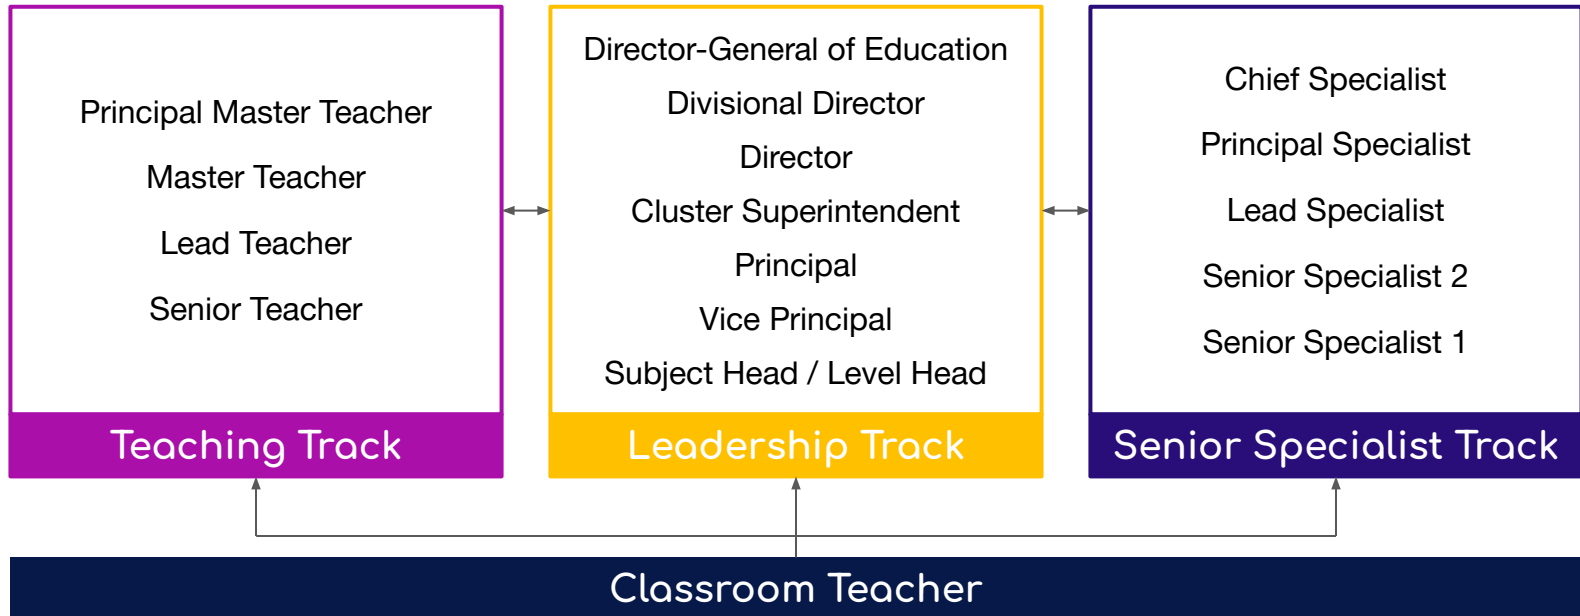 Principal Master Teacher
Master Teacher
Lead Teacher
Senior Teacher
Teaching Track
Director-General of Education
Divisional Director
Director
Cluster Superintendent
Principal
Vice Principal
Subject Head / Level Head
Leadership Track
Chief Specialist
Principal Specialist
Lead Specialist
Senior Specialist 2
Senior Specialist 1
Senior Specialist Track
Classroom Teacher